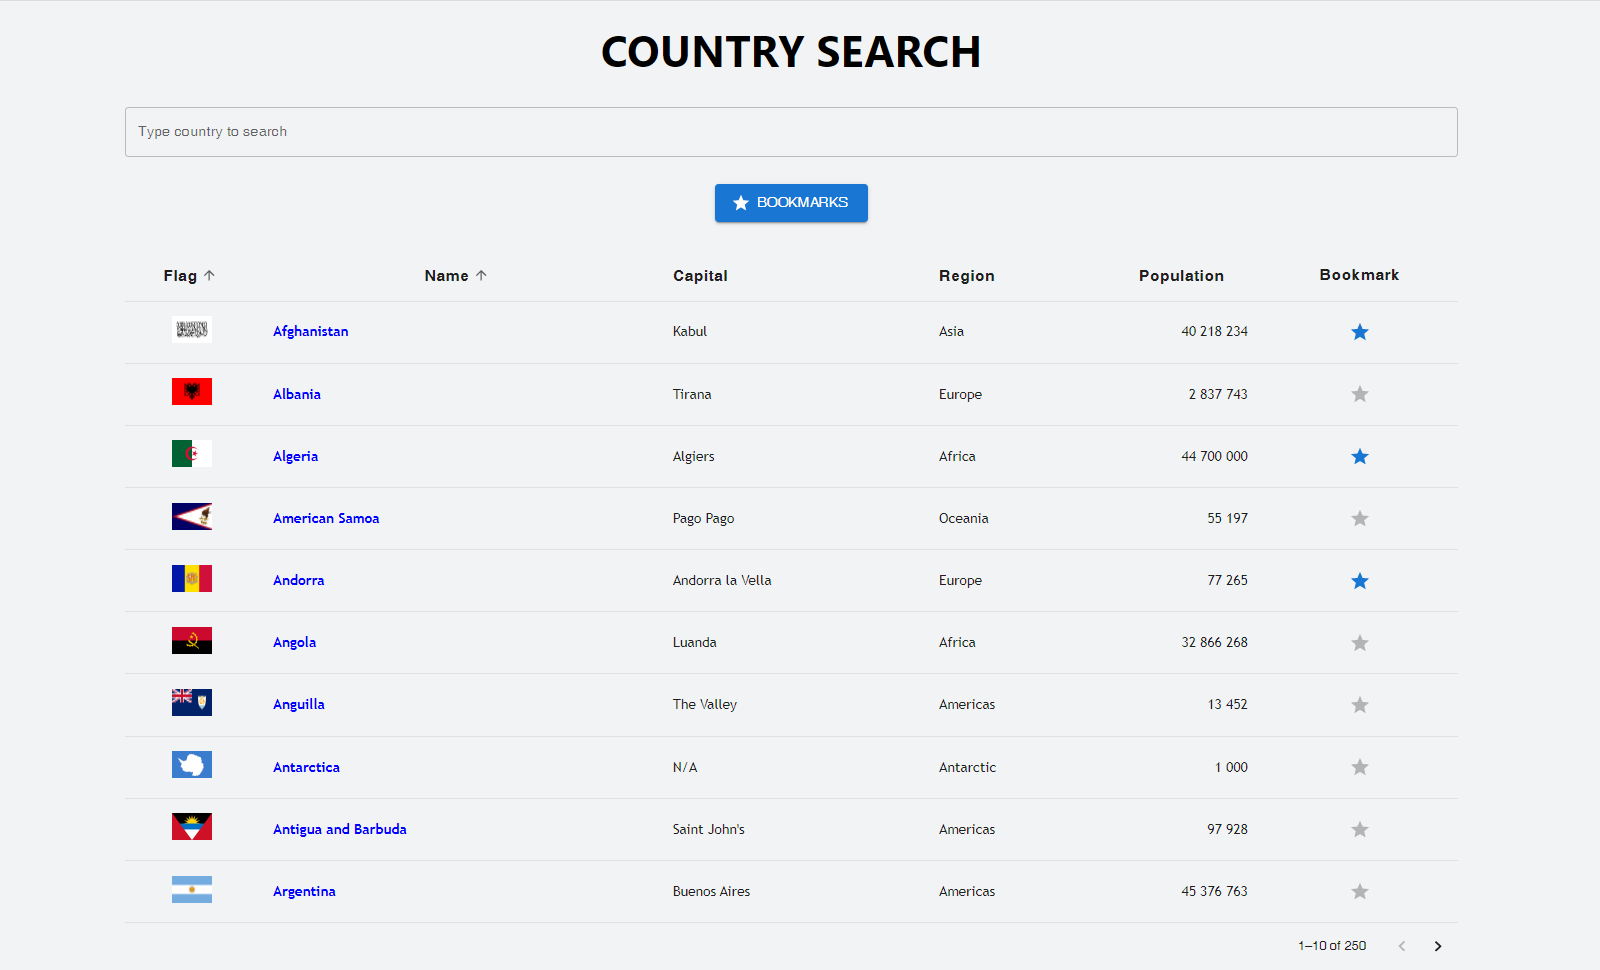 COUNTRY SEARCH
Type country to search
BOOKMARKS
Flag Name Capital Region Population Bookmark
Afghanistan Kabul Asia 40 218 234
Albania Tirana Europe 2 837 743
Algeria Algiers Africa 44 700 000
American Samoa Pago Pago Oceania 55 197
Andorra Andorra la Vella Europe 77 265
Angola Luanda Africa 32 866 268
Anguilla The Valley Americas 13 452
Antarctica N/A Antarctic 1 000
Antigua and Barbuda Saint John's Americas 97 928
Argentina Buenos Aires Americas 45 376 763
1–10 of 250